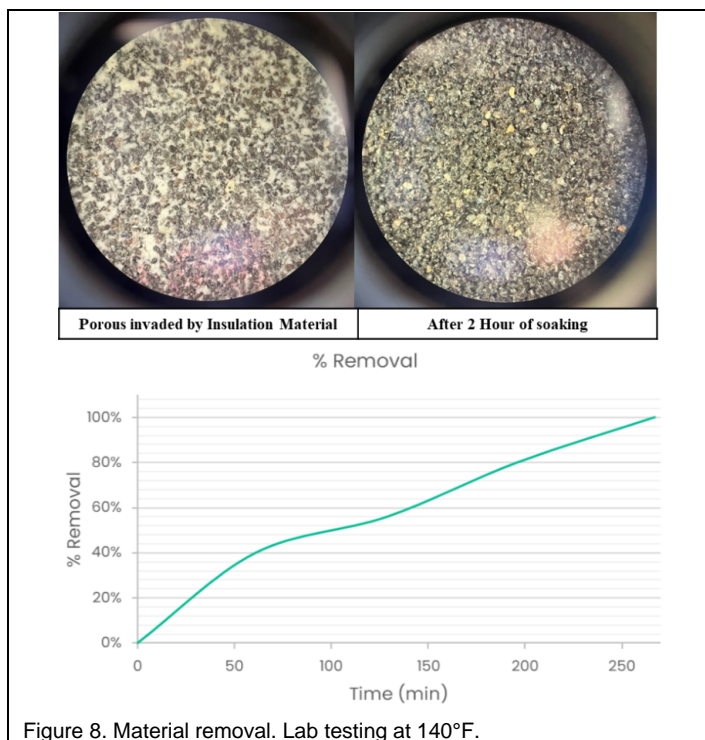 Porous invaded by Insulation Material
After 2 Hour of soaking
% Removal
100%
80%
60%
40%
20%
0%
% Removal
0
50
100
150
200
250
Time (min)
Figure 8. Material removal. Lab testing at 140°F.